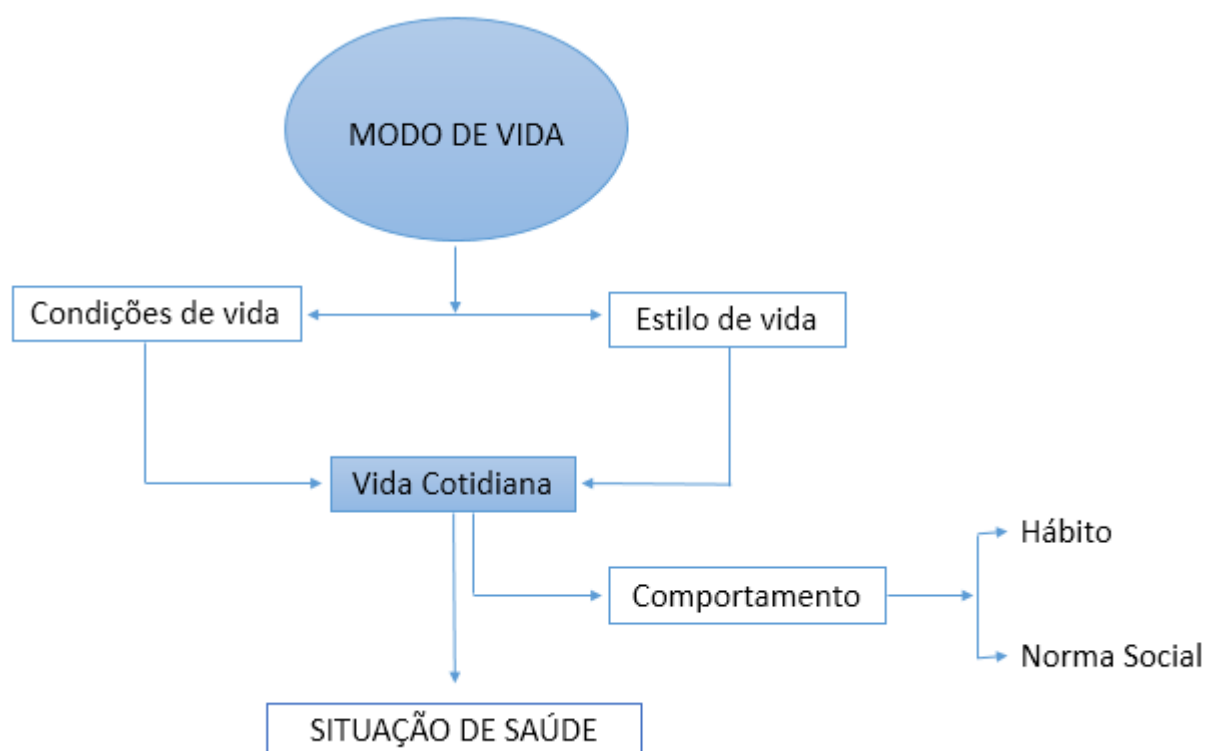 MODO DE VIDA
Condições de vida
Estilo de vida
Vida Cotidiana
Hábito
Comportamento
Norma Social
SITUAÇÃO DE SAÚDE